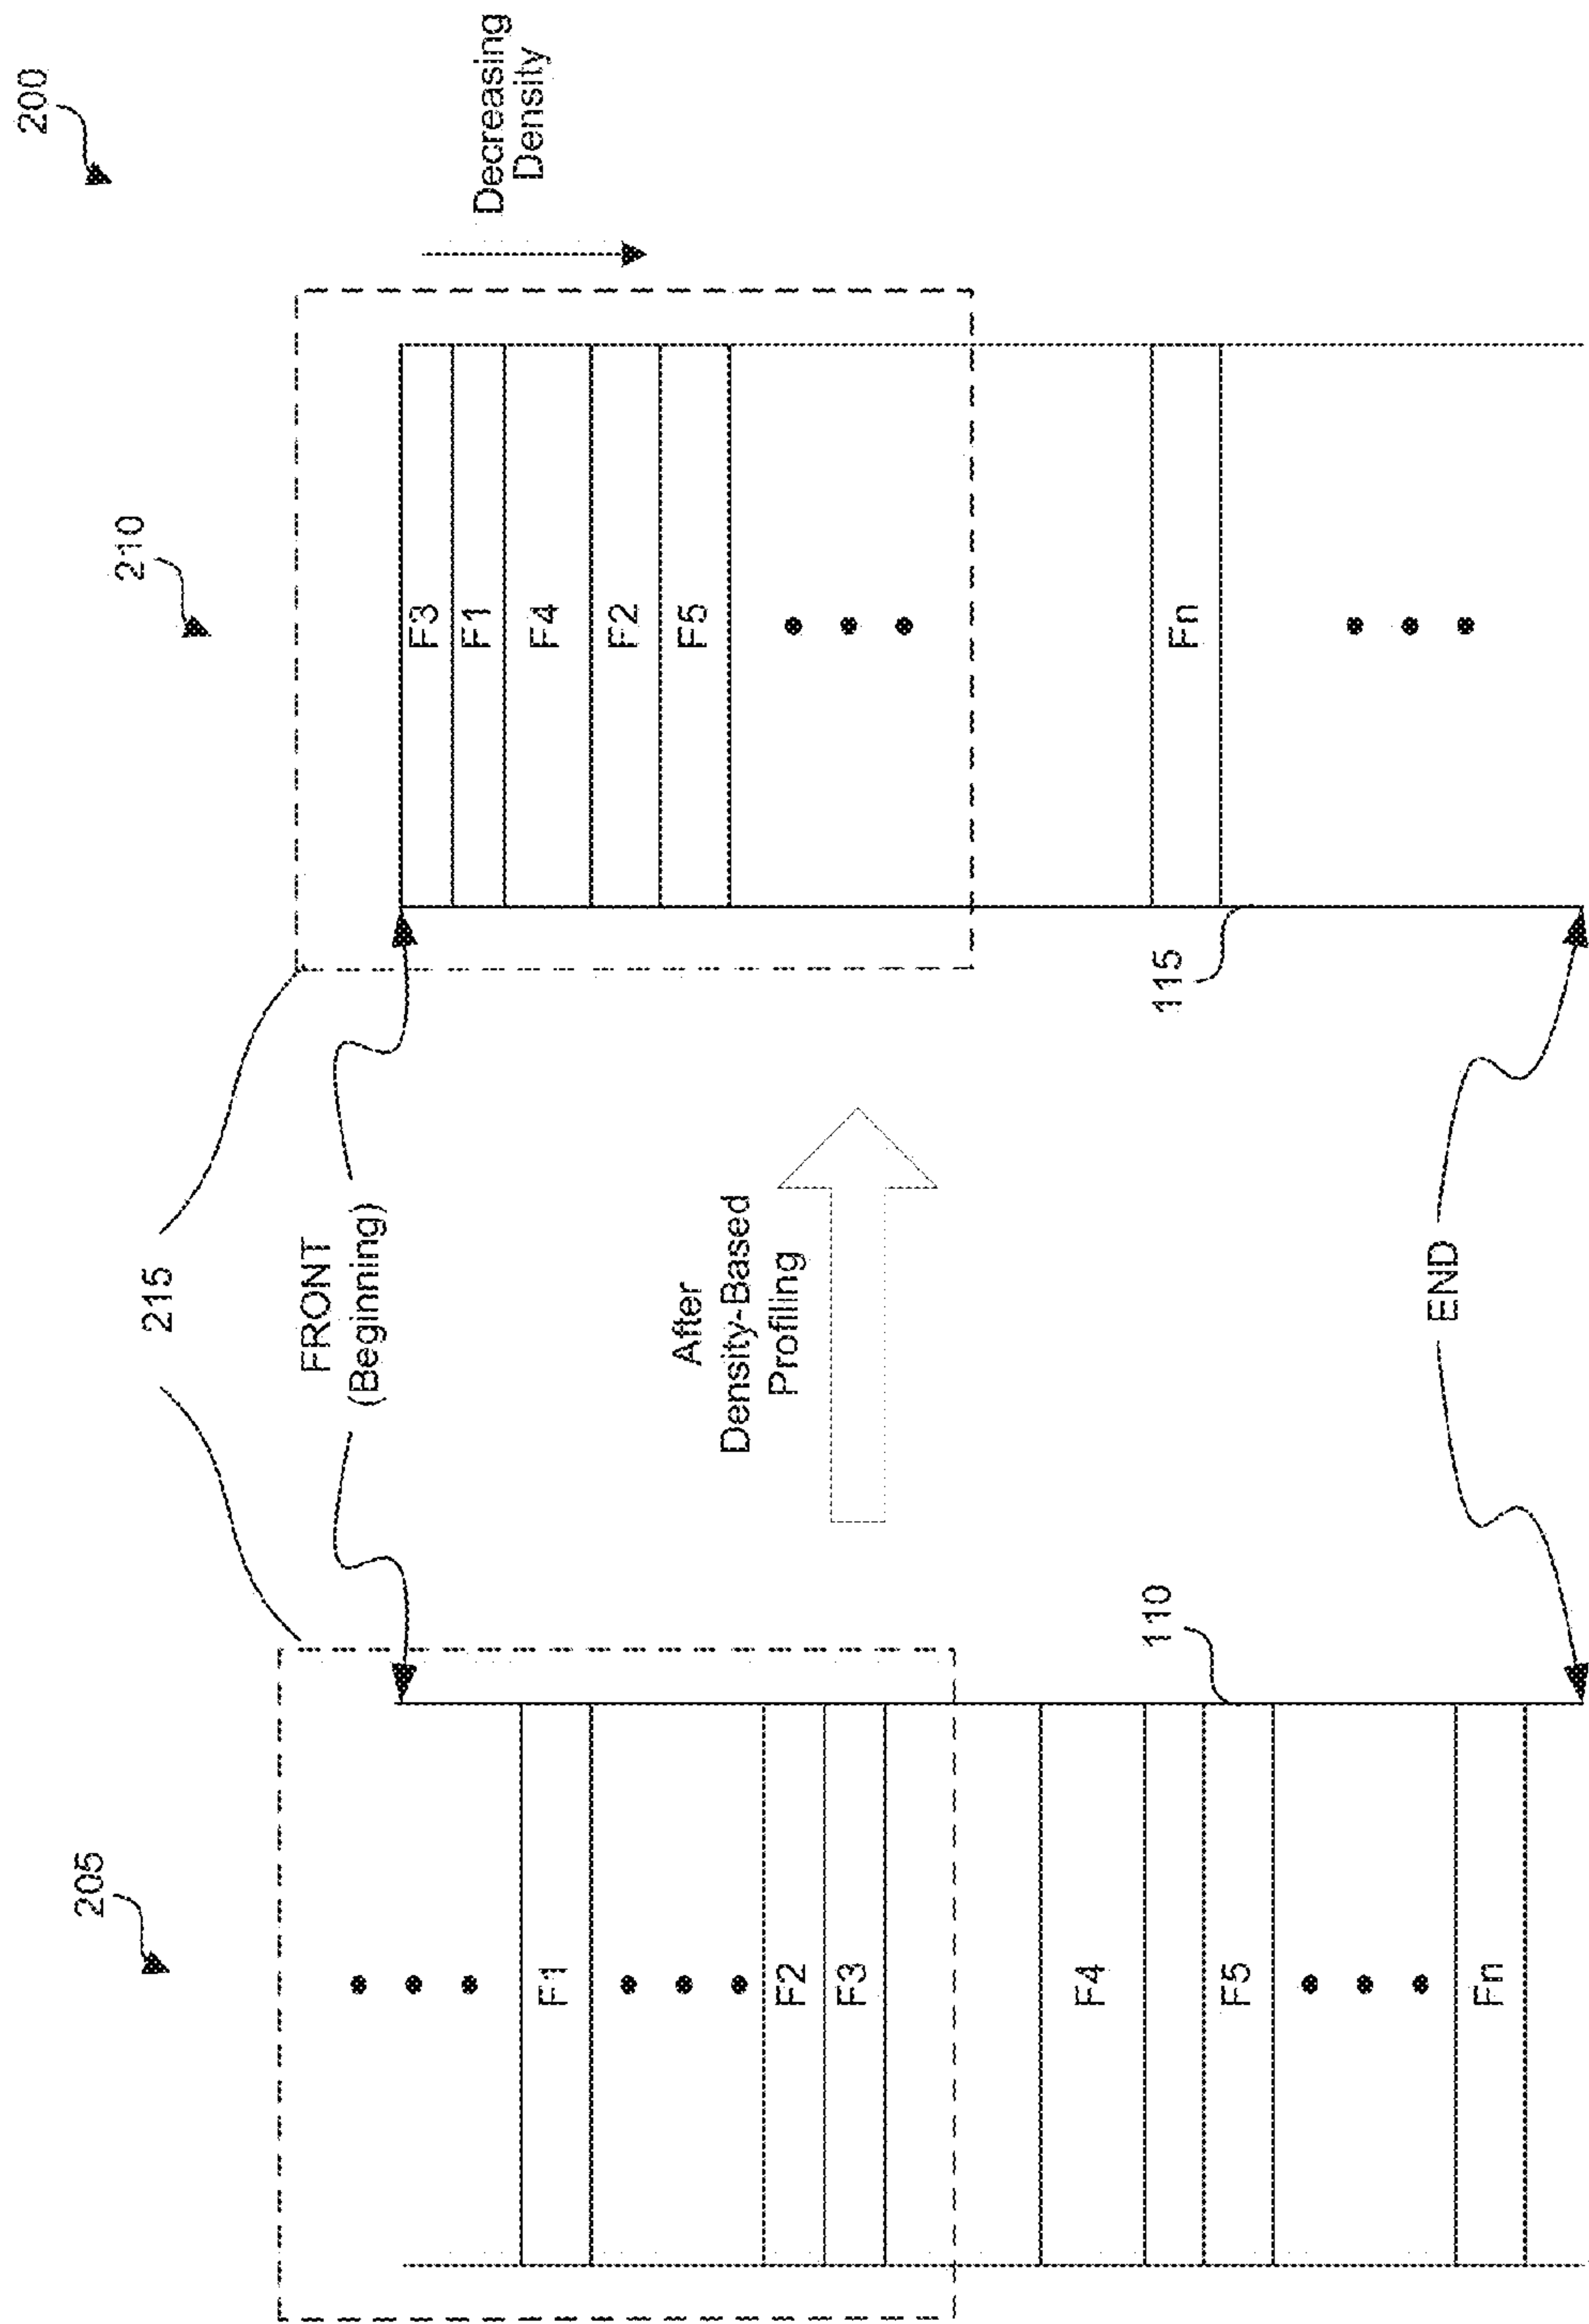 200
205
210
215
FRONT
(Beginning)
F1
F2
F3
F4
F5
Fn
110
After
Density-Based
Profiling
END
F3
F1
F4
F2
F5
Fn
115
Decreasing
Density